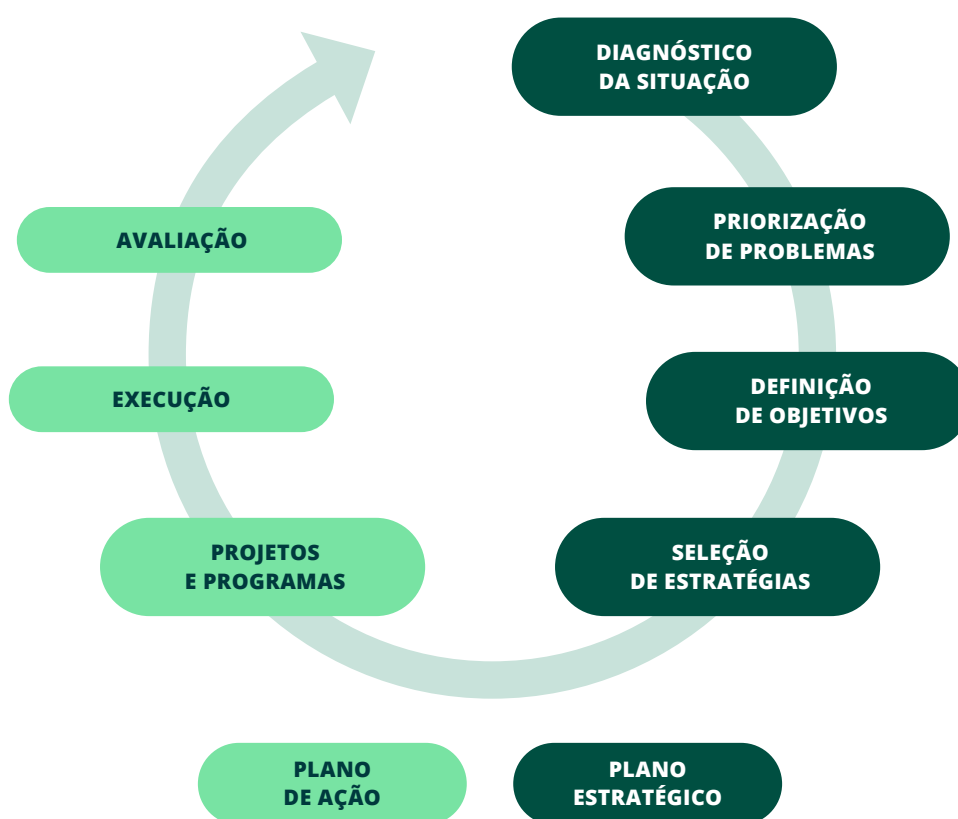 DIAGNÓSTICO
DA SITUAÇÃO
PRIORIZAÇÃO
DE PROBLEMAS
DEFINIÇÃO
DE OBJETIVOS
SELEÇÃO
DE ESTRATÉGIAS
PROJETOS
E PROGRAMAS
EXECUÇÃO
AVALIAÇÃO
PLANO
DE AÇÃO
PLANO
ESTRATÉGICO